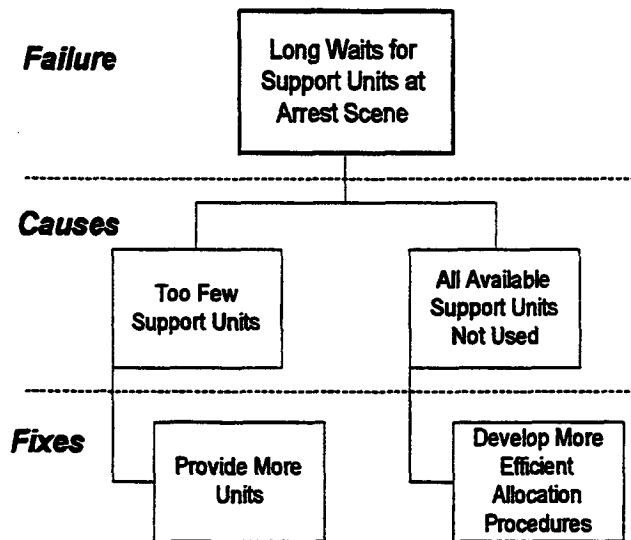 Failure
Long Waits for
Support Units at
Arrest Scene
Causes
Too Few
Support Units
All Available
Support Units
Not Used
Fixes
Provide More
Units
Develop More
Efficient
Allocation
Procedures